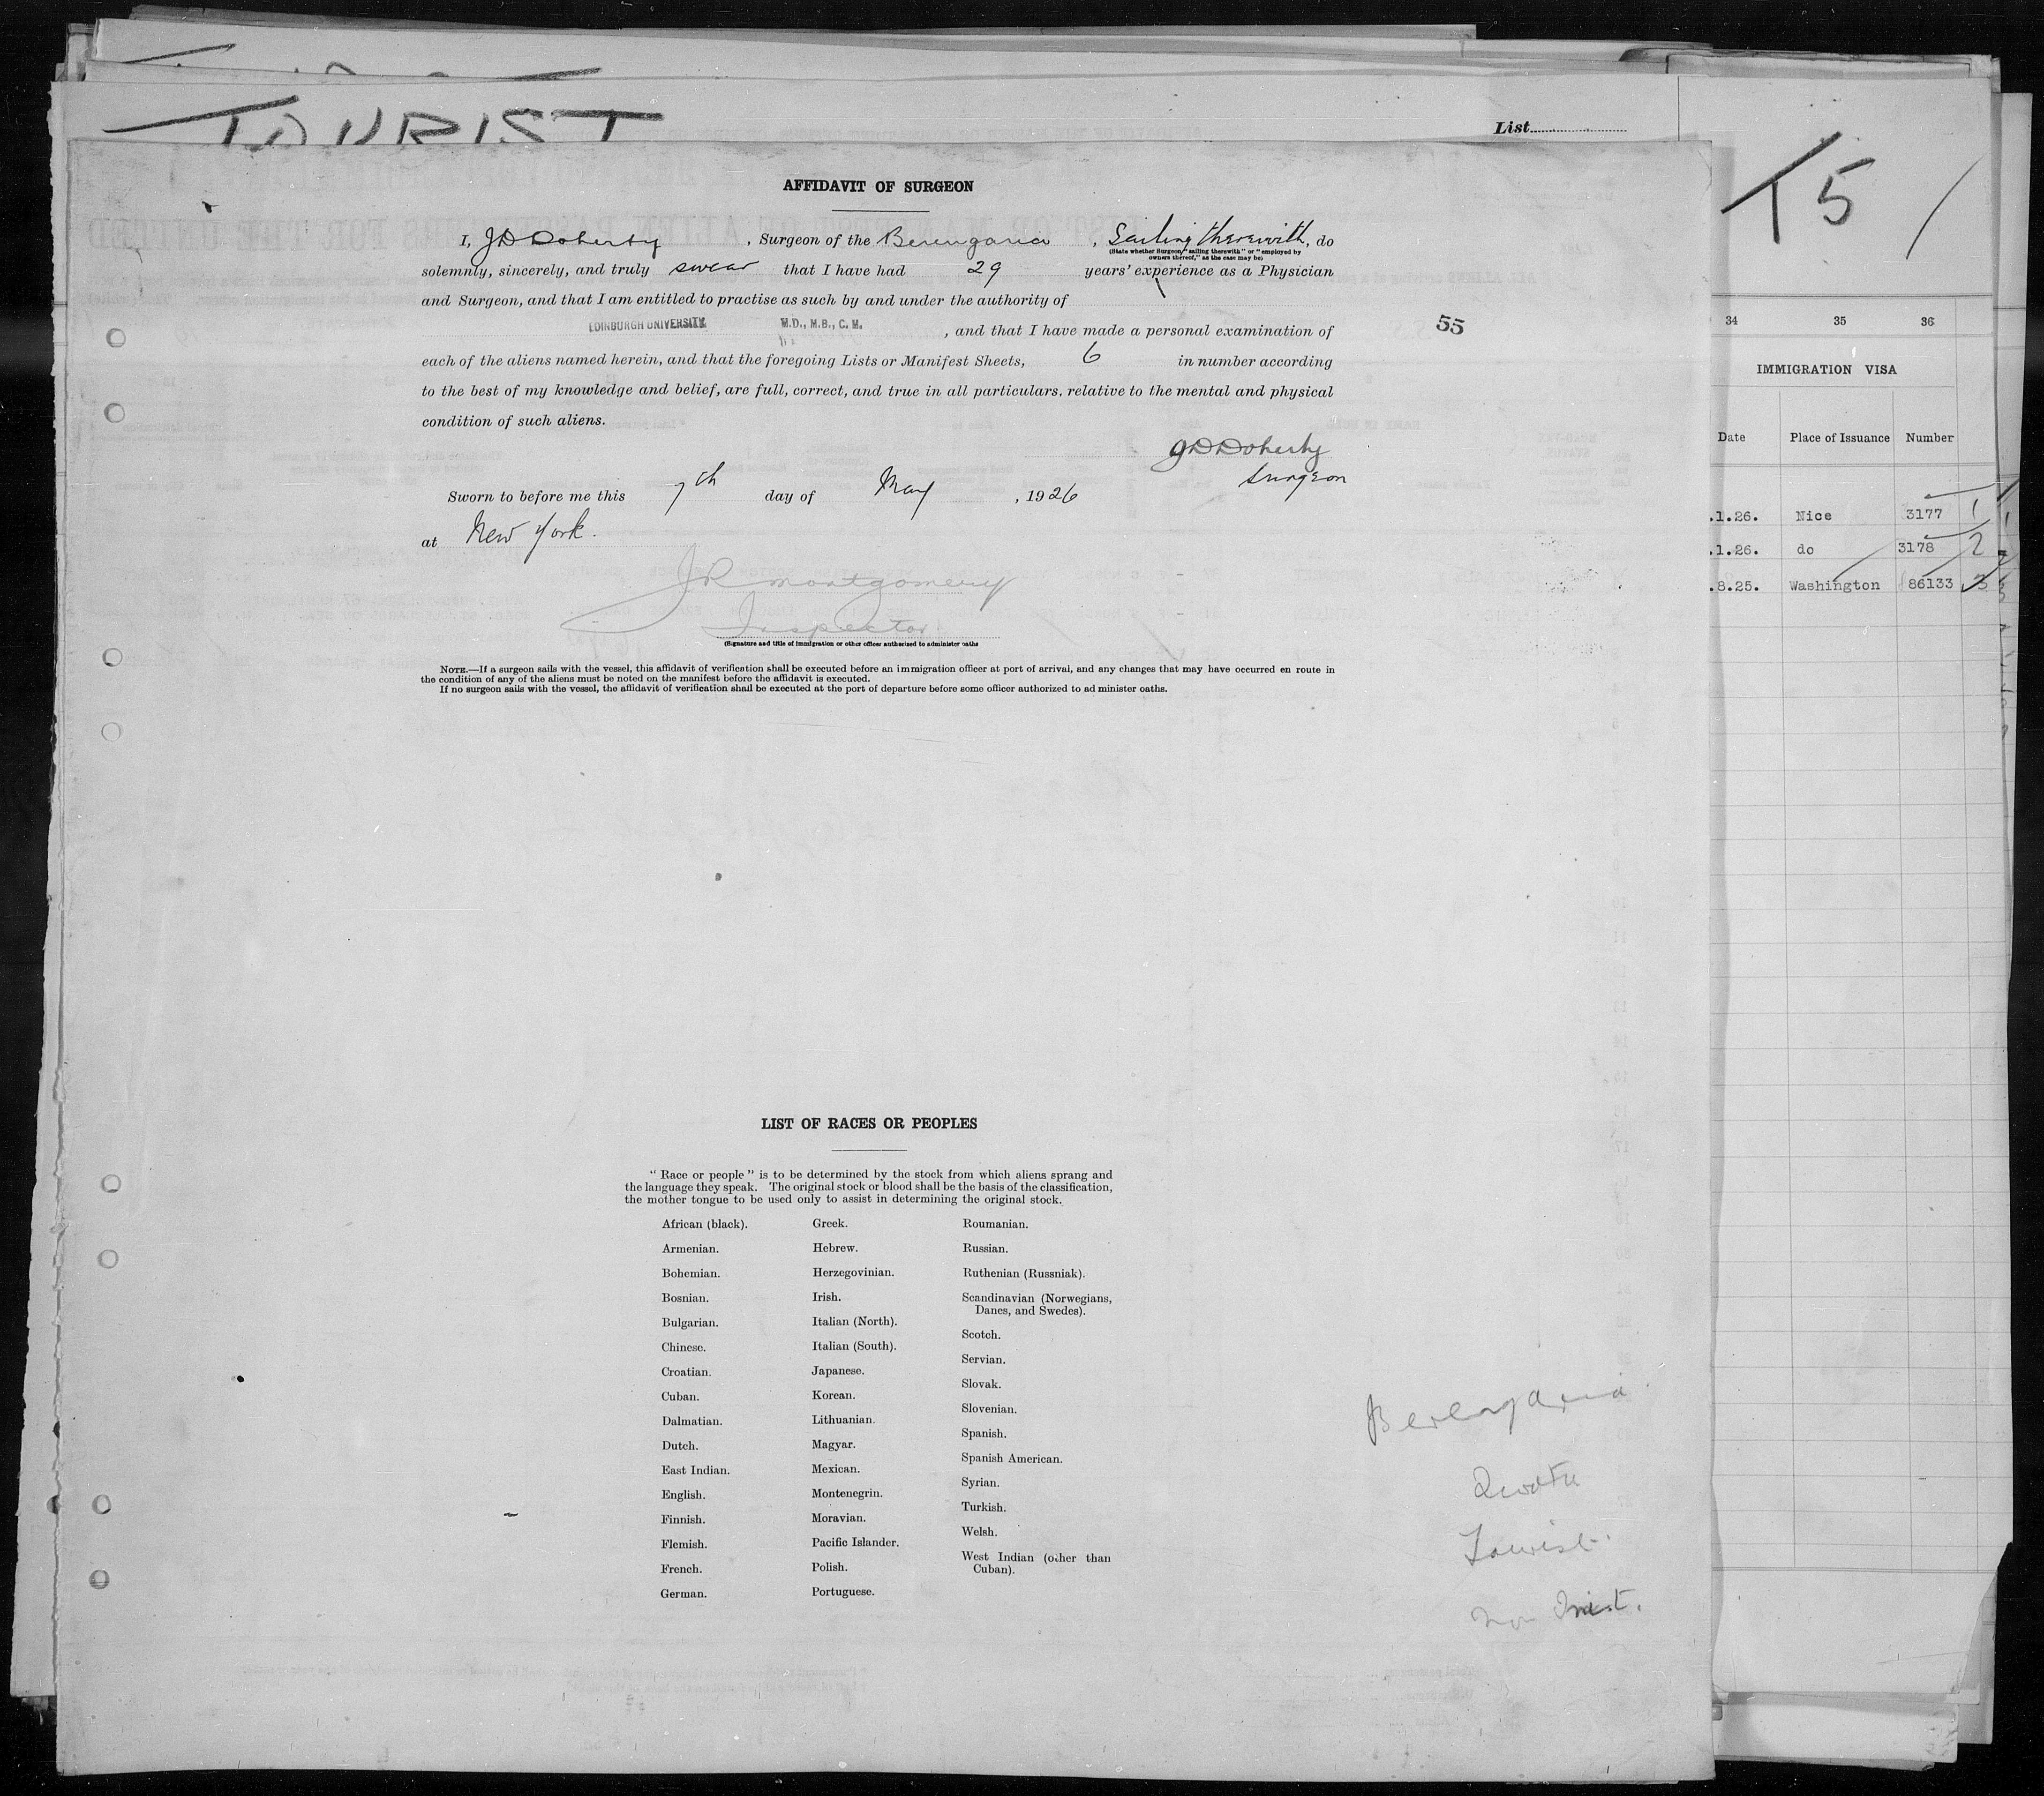 TOURIST
List
T 5
AFFIDAVIT OF SURGEON
I, J D Doherty, Surgeon of the Berengaria, Sailing therewith, do
(State whether Surgeon "sailing therewith" or "employed by
owners thereof," as the case may be)
solemnly, sincerely, and truly swear that I have had 29 years' experience as a Physician
and Surgeon, and that I am entitled to practise as such by and under the authority of
EDINBURGH UNIVERSITY. M.D., M.B., C.M., and that I have made a personal examination of
55
each of the aliens named herein, and that the foregoing Lists or Manifest Sheets, 6 in number according
to the best of my knowledge and belief, are full, correct, and true in all particulars, relative to the mental and physical
condition of such aliens.
J D Doherty
Surgeon
Sworn to before me this 7th day of May, 1926
at New York.
J R Montgomery
Inspector
(Signature and title of immigration or other officer authorized to administer oaths
NOTE.—If a surgeon sails with the vessel, this affidavit of verification shall be executed before an immigration officer at port of arrival, and any changes that may have occurred en route in
the condition of any of the aliens must be noted on the manifest before the affidavit is executed.
If no surgeon sails with the vessel, the affidavit of verification shall be executed at the port of departure before some officer authorized to ad minister oaths.
34 35 36
IMMIGRATION VISA
Date Place of Issuance Number
.1.26. Nice 3177 1
.1.26. do 3178 2
.8.25. Washington 86133 3
LIST OF RACES OR PEOPLES
"Race or people" is to be determined by the stock from which aliens sprang and
the language they speak. The original stock or blood shall be the basis of the classification,
the mother tongue to be used only to assist in determining the original stock.
African (black).
Armenian.
Bohemian.
Bosnian.
Bulgarian.
Chinese.
Croatian.
Cuban.
Dalmatian.
Dutch.
East Indian.
English.
Finnish.
Flemish.
French.
German.
Greek.
Hebrew.
Herzegovinian.
Irish.
Italian (North).
Italian (South).
Japanese.
Korean.
Lithuanian.
Magyar.
Mexican.
Montenegrin.
Moravian.
Pacific Islander.
Polish.
Portuguese.
Roumanian.
Russian.
Ruthenian (Russniak).
Scandinavian (Norwegians,
Danes, and Swedes).
Scotch.
Servian.
Slovak.
Slovenian.
Spanish.
Spanish American.
Syrian.
Turkish.
Welsh.
West Indian (other than
Cuban).
Berengaria
Tourist.